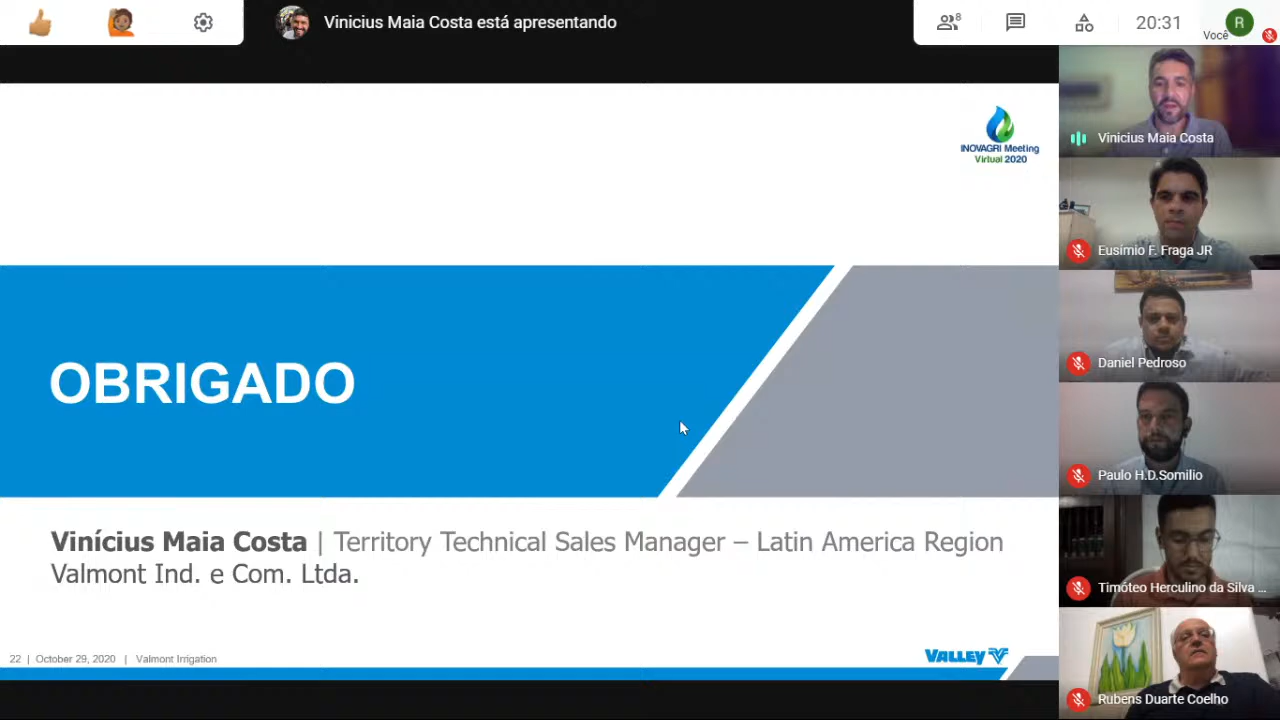 Vinicius Maia Costa está apresentando
8
20:31
Você
R
INOVAGRI Meeting
Virtual 2020
OBRIGADO
Vinícius Maia Costa | Territory Technical Sales Manager – Latin America Region
Valmont Ind. e Com. Ltda.
22 | October 29, 2020 | Valmont Irrigation
VALLEY
Vinicius Maia Costa
Eusímio F. Fraga JR
Daniel Pedroso
Paulo H.D.Somilio
Timóteo Herculino da Silva ...
Rubens Duarte Coelho